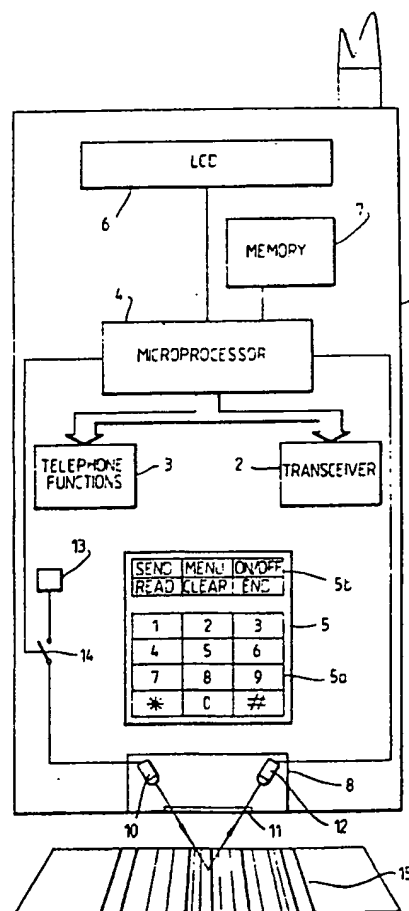 LCD
6
7
MEMORY
4
MICROPROCESSOR
TELEPHONE FUNCTIONS
3
2
TRANSCEIVER
13
SEND MENU ON/OFF
5b
READ CLEAR END
1 2 3
5
14
4 5 6
7 8 9
5a
* 0 #
8
10
11
12
15